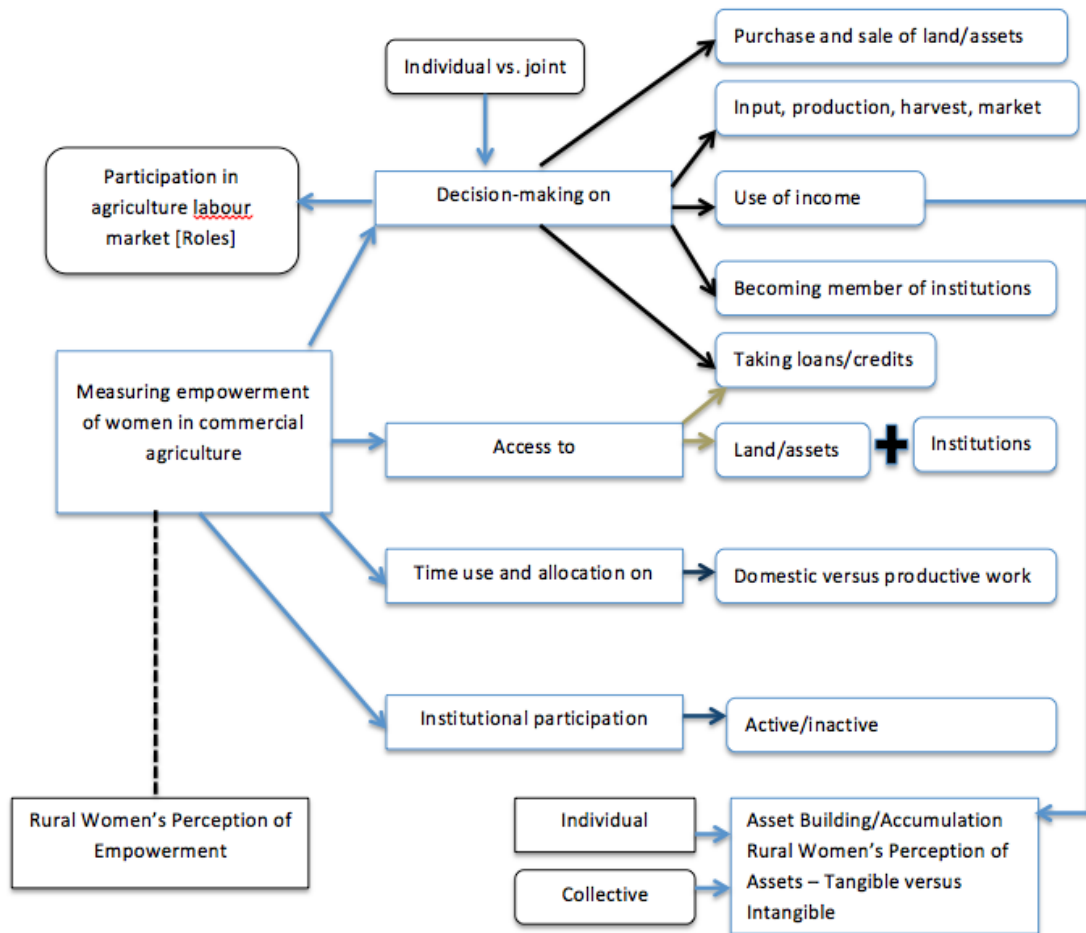 Purchase and sale of land/assets
Individual vs. joint
Input, production, harvest, market
Participation in
agriculture labour
market [Roles]
Decision-making on
Use of income
Becoming member of institutions
Taking loans/credits
Measuring empowerment
of women in commercial
agriculture
Access to
Land/assets
Institutions
Time use and allocation on
Domestic versus productive work
Institutional participation
Active/inactive
Rural Women’s Perception of
Empowerment
Individual
Collective
Asset Building/Accumulation
Rural Women’s Perception of
Assets – Tangible versus
Intangible